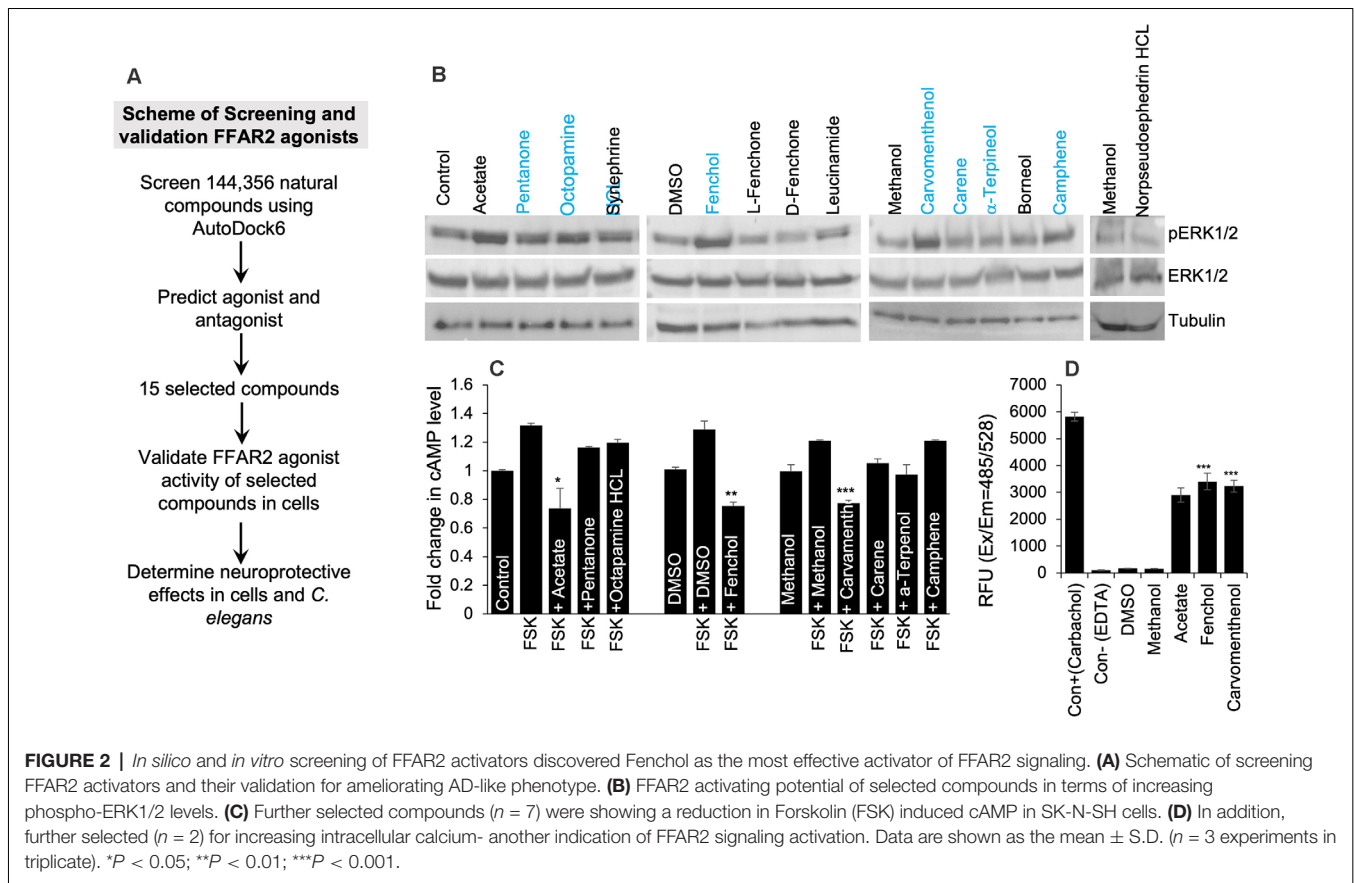 A
Scheme of Screening and
validation FFAR2 agonists
Screen 144,356 natural
compounds using
AutoDock6
Predict agonist and
antagonist
15 selected compounds
Validate FFAR2 agonist
activity of selected
compounds in cells
Determine neuroprotective
effects in cells and C.
elegans
B
Control
Acetate
Pentanone
Octopamine
Synephrine
DMSO
Fenchol
L-Fenchone
D-Fenchone
Leucinamide
Methanol
Carvomenthenol
Carene
α-Terpineol
Borneol
Camphene
Methanol
Norpseudoephedrin HCL
pERK1/2
ERK1/2
Tubulin
C
Fold change in cAMP level
1.6
1.4
1.2
1
0.8
0.6
0.4
0.2
0
*
**
***
Control
FSK
FSK + Acetate
FSK +Pentanone
FSK +Octapamine HCL
DMSO
FSK + DMSO
FSK + Fenchol
Methanol
FSK + Methanol
FSK + Carvamenth
FSK + Carene
FSK + a-Terpenol
FSK + Camphene
D
RFU (Ex/Em=485/528)
7000
6000
5000
4000
3000
2000
1000
0
***
***
Con+(Carbachol)
Con- (EDTA)
DMSO
Methanol
Acetate
Fenchol
Carvomenthenol
FIGURE 2 | In silico and in vitro screening of FFAR2 activators discovered Fenchol as the most effective activator of FFAR2 signaling. (A) Schematic of screening
FFAR2 activators and their validation for ameliorating AD-like phenotype. (B) FFAR2 activating potential of selected compounds in terms of increasing
phospho-ERK1/2 levels. (C) Further selected compounds (n = 7) were showing a reduction in Forskolin (FSK) induced cAMP in SK-N-SH cells. (D) In addition,
further selected (n = 2) for increasing intracellular calcium- another indication of FFAR2 signaling activation. Data are shown as the mean ± S.D. (n = 3 experiments in
triplicate). *P < 0.05; **P < 0.01; ***P < 0.001.